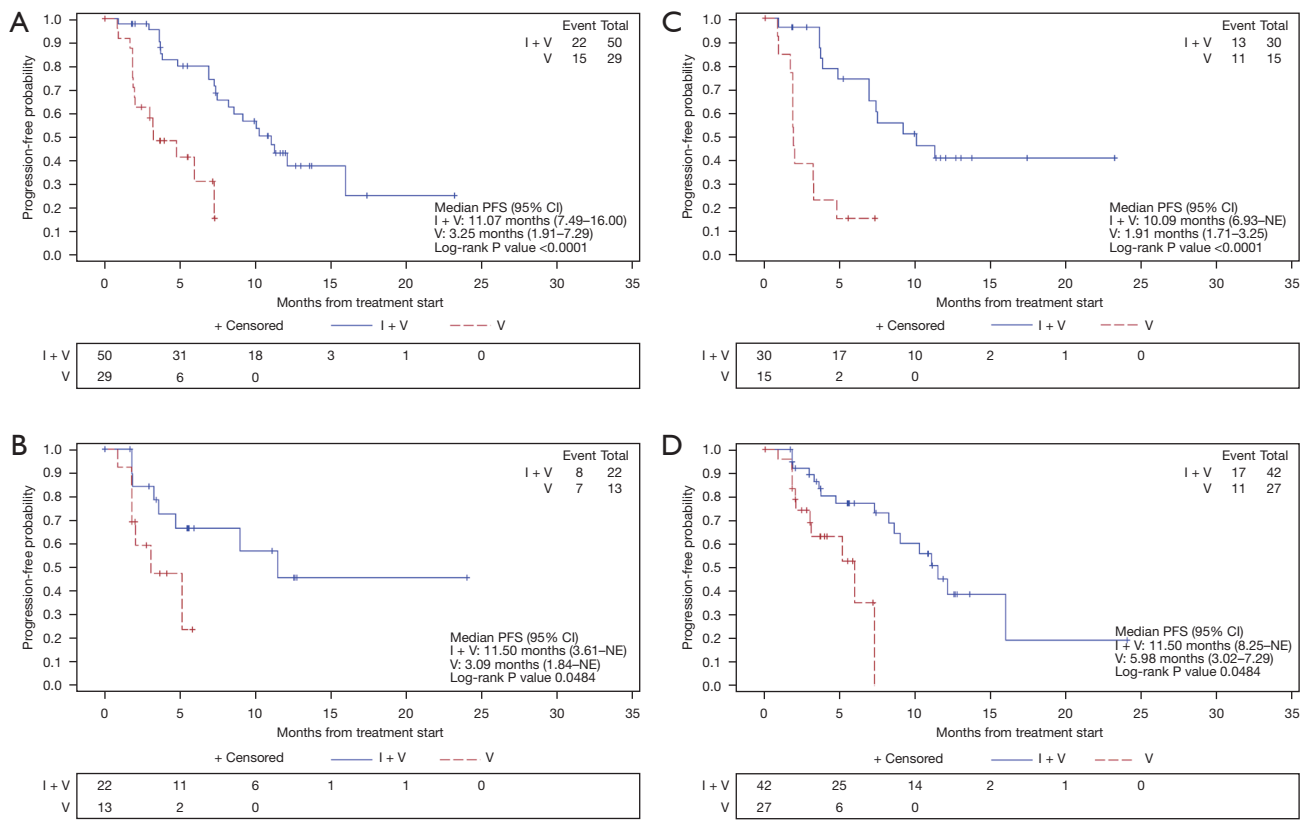 A
Progression-free probability
1.0
0.9
0.8
0.7
0.6
0.5
0.4
0.3
0.2
0.1
0.0
Event Total
I + V 22 50
V 15 29
Median PFS (95% CI)
I + V: 11.07 months (7.49–16.00)
V: 3.25 months (1.91–7.29)
Log-rank P value <0.0001
0 5 10 15 20 25 30 35
Months from treatment start
+ Censored I + V V
I + V 50 31 18 3 1 0
V 29 6 0
C
Progression-free probability
1.0
0.9
0.8
0.7
0.6
0.5
0.4
0.3
0.2
0.1
0.0
Event Total
I + V 13 30
V 11 15
Median PFS (95% CI)
I + V: 10.09 months (6.93–NE)
V: 1.91 months (1.71–3.25)
Log-rank P value <0.0001
0 5 10 15 20 25 30 35
Months from treatment start
+ Censored I + V V
I + V 30 17 10 2 1 0
V 15 2 0
B
Progression-free probability
1.0
0.9
0.8
0.7
0.6
0.5
0.4
0.3
0.2
0.1
0.0
Event Total
I + V 8 22
V 7 13
Median PFS (95% CI)
I + V: 11.50 months (3.61–NE)
V: 3.09 months (1.84–NE)
Log-rank P value 0.0484
0 5 10 15 20 25 30 35
Months from treatment start
+ Censored I + V V
I + V 22 11 6 1 1 0
V 13 2 0
D
Progression-free probability
1.0
0.9
0.8
0.7
0.6
0.5
0.4
0.3
0.2
0.1
0.0
Event Total
I + V 17 42
V 11 27
Median PFS (95% CI)
I + V: 11.50 months (8.25–NE)
V: 5.98 months (3.02–7.29)
Log-rank P value 0.0484
0 5 10 15 20 25 30 35
Months from treatment start
+ Censored I + V V
I + V 42 25 14 2 1 0
V 27 6 0